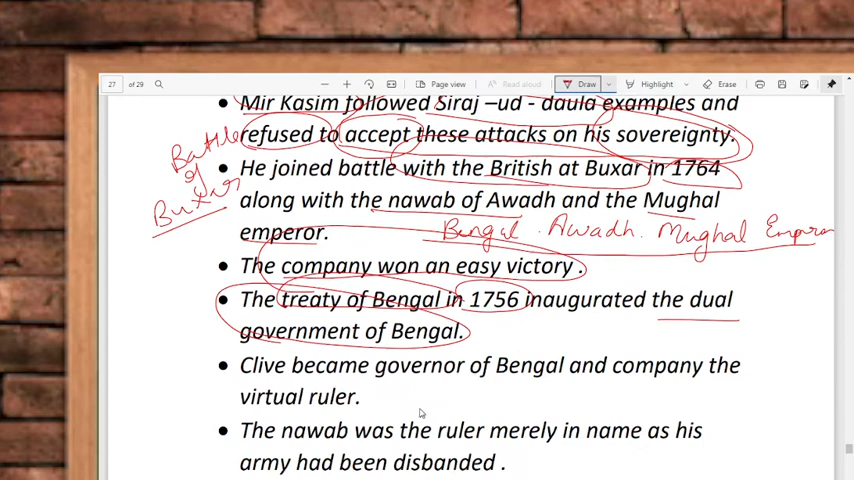 27 of 29 Page view Read aloud Draw Highlight Erase
• Mir Kasim followed Siraj –ud - daula examples and
refused to accept these attacks on his sovereignty.
Battle
of
Buxar
• He joined battle with the British at Buxar in 1764
along with the nawab of Awadh and the Mughal
emperor.
Bengal . Awadh. Mughal Emperor
• The company won an easy victory .
• The treaty of Bengal in 1756 inaugurated the dual
government of Bengal.
• Clive became governor of Bengal and company the
virtual ruler.
• The nawab was the ruler merely in name as his
army had been disbanded .